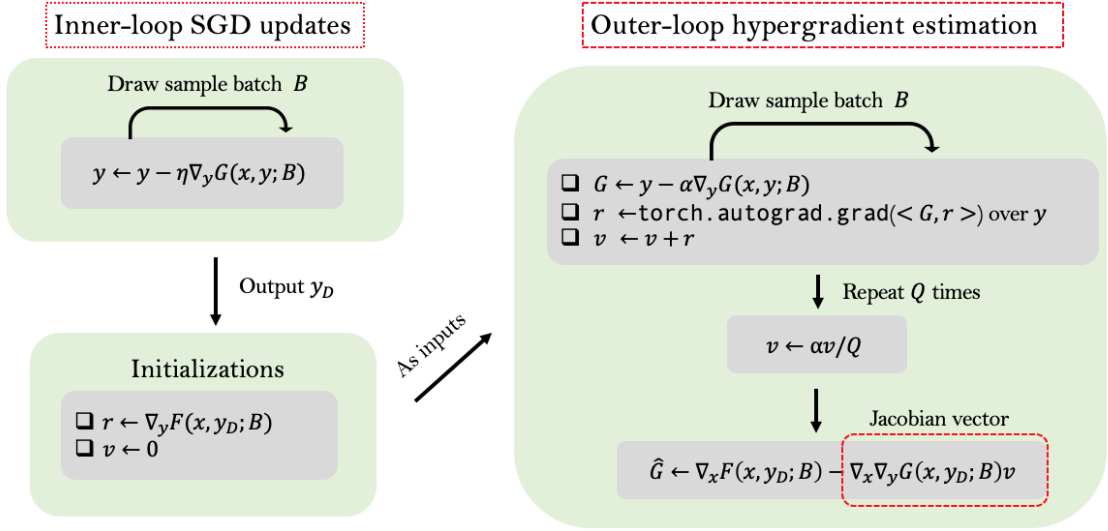 Inner-loop SGD updates
Draw sample batch B
y ← y − η∇yG(x, y; B)
Output yD
Initializations
❑ r ← ∇yF(x, yD; B)
❑ v ← 0
As inputs
Outer-loop hypergradient estimation
Draw sample batch B
❑ G ← y − α∇yG(x, y; B)
❑ r ←torch.autograd.grad(< G, r >) over y
❑ v ← v + r
Repeat Q times
v ← αv/Q
Jacobian vector
Ĝ ← ∇xF(x, yD; B) − ∇x∇yG(x, yD; B)v